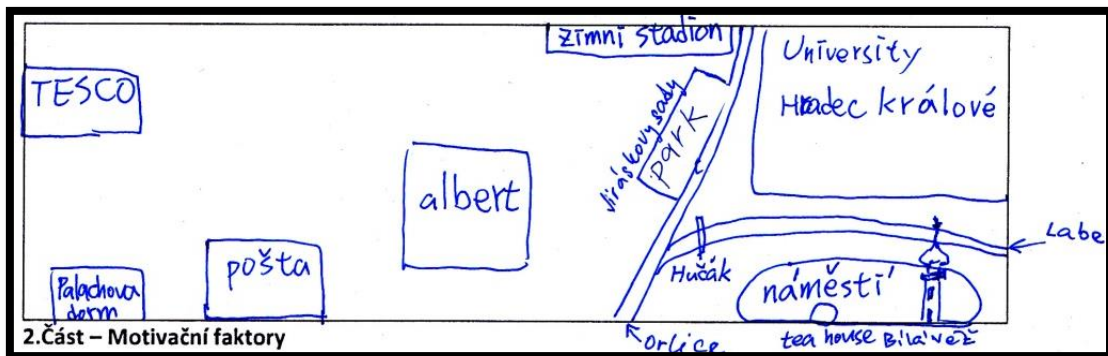 zimní stadion
University
Hradec králové
TESCO
Jiráskovy sady
park
albert
Labe
Hučák
pošta
náměstí
Palachova
dorm
2.Část – Motivační faktory
Orlice
tea house
Bílá věž